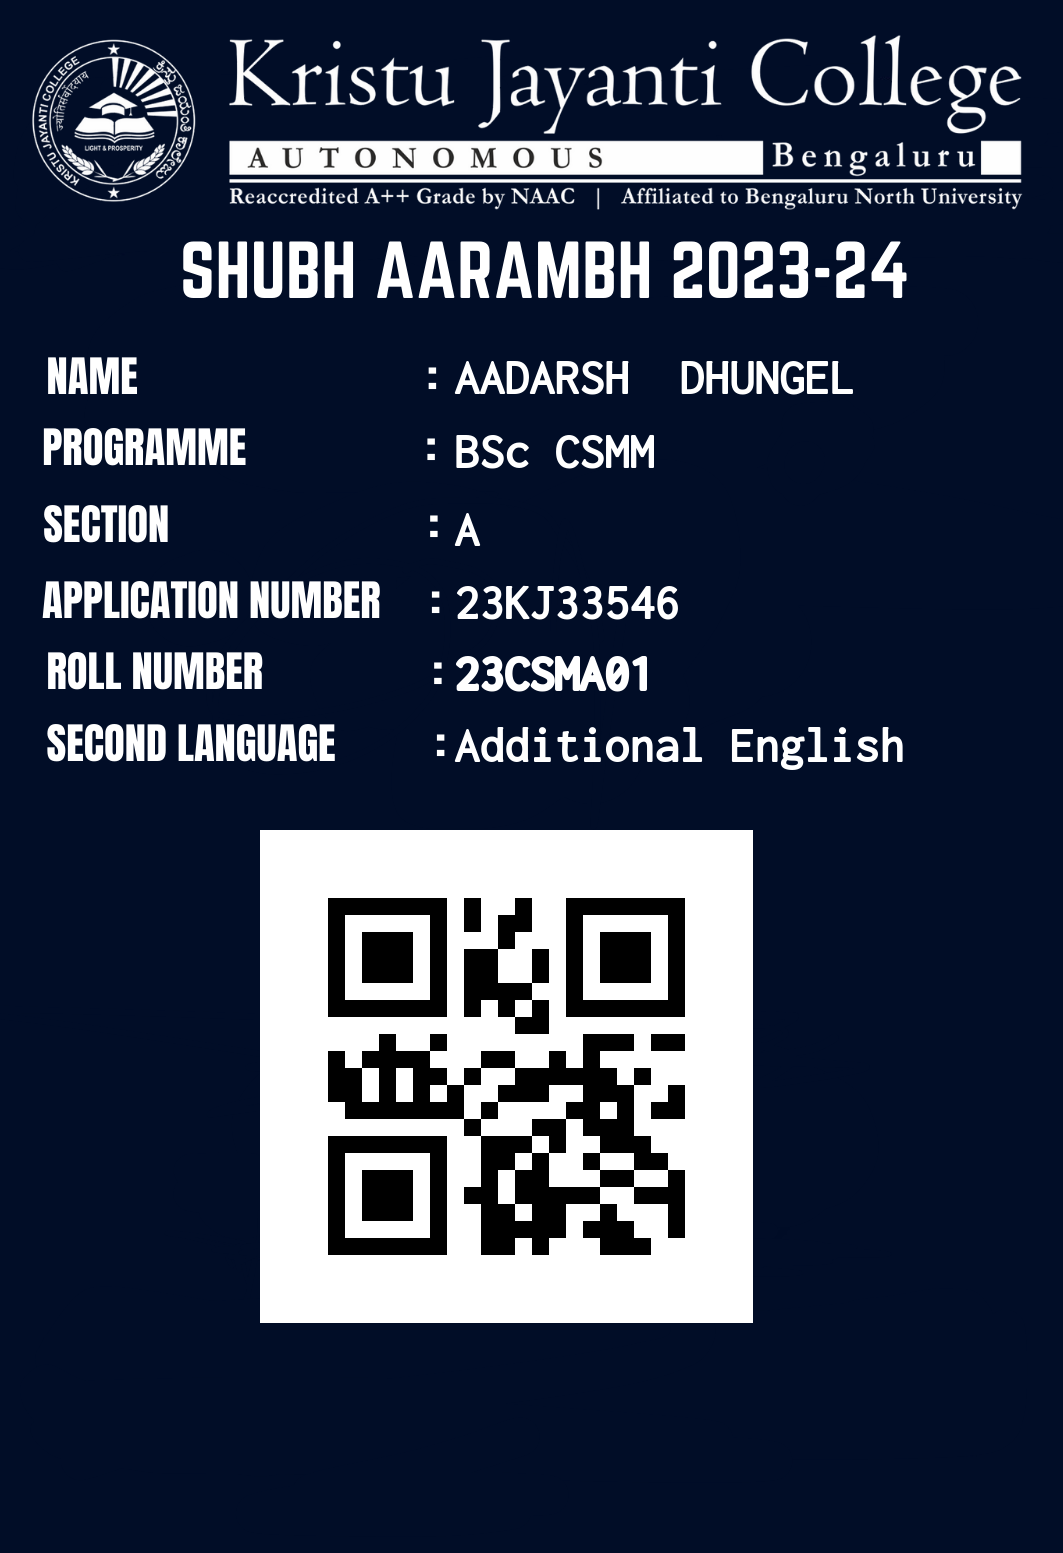 KRISTU JAYANTI COLLEGE
ಕ್ರಿಸ್ತು ಜಯಂತಿ ಕಾಲೇಜು
LIGHT & PROSPERITY
Kristu Jayanti College
AUTONOMOUS Bengaluru
Reaccredited A++ Grade by NAAC | Affiliated to Bengaluru North University
SHUBH AARAMBH 2023-24
NAME : AADARSH DHUNGEL
PROGRAMME : BSc CSMM
SECTION : A
APPLICATION NUMBER : 23KJ33546
ROLL NUMBER : 23CSMA01
SECOND LANGUAGE : Additional English